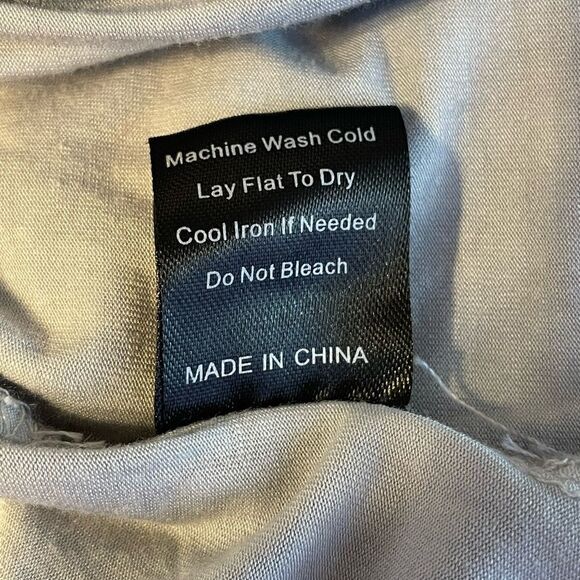 Machine Wash Cold
Lay Flat To Dry
Cool Iron If Needed
Do Not Bleach
MADE IN CHINA